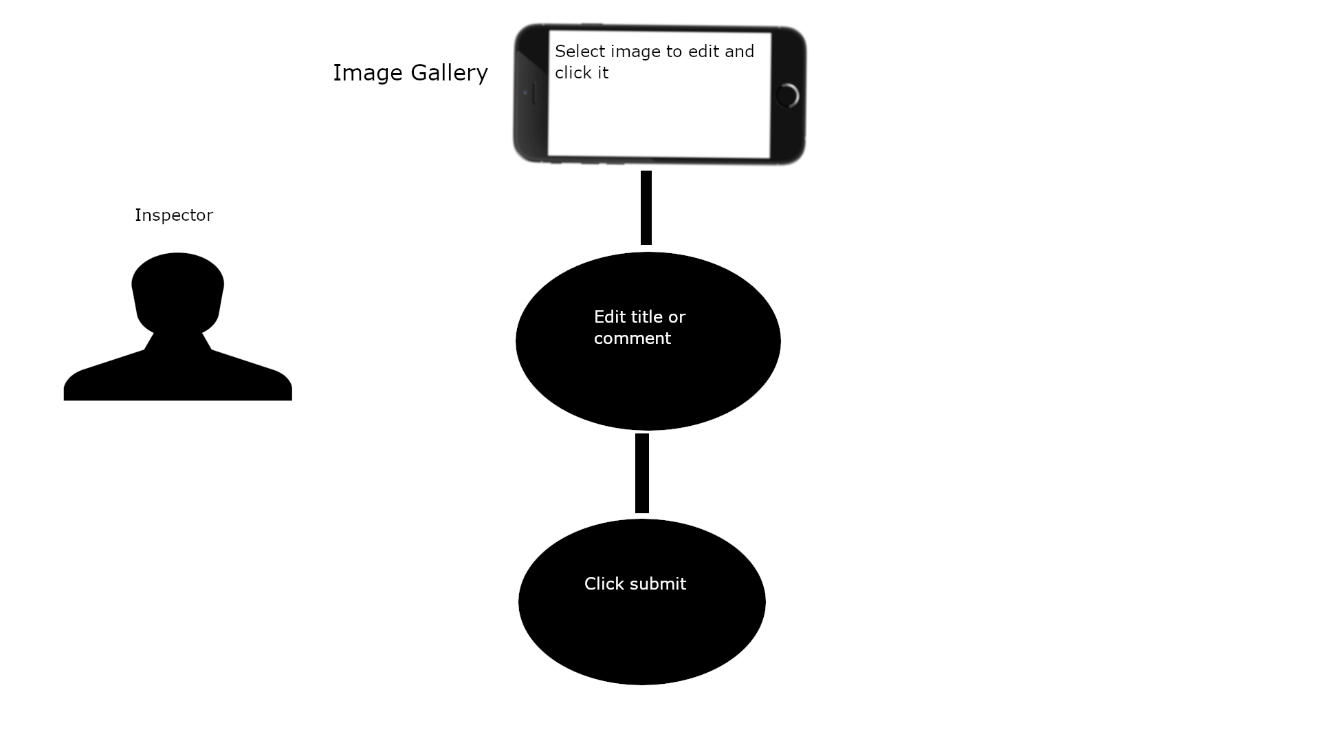 Image Gallery
Select image to edit and
click it
Inspector
Edit title or
comment
Click submit